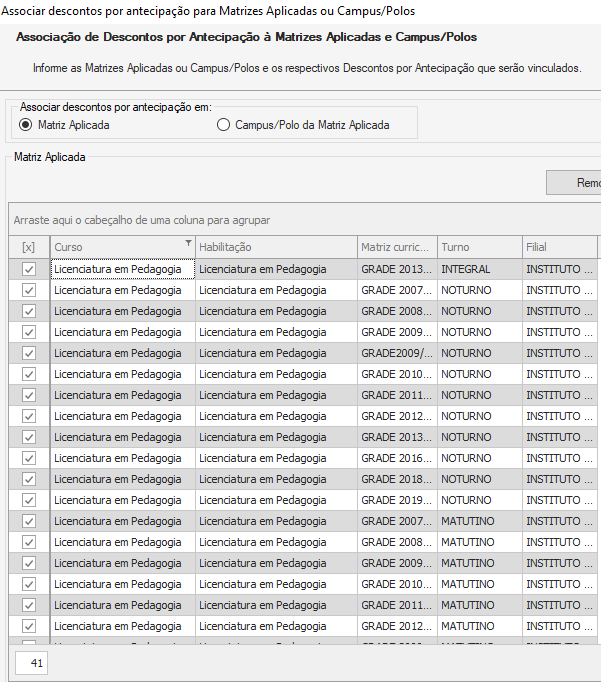 Associar descontos por antecipação para Matrizes Aplicadas ou Campus/Polos
Associação de Descontos por Antecipação à Matrizes Aplicadas e Campus/Polos
Informe as Matrizes Aplicadas ou Campus/Polos e os respectivos Descontos por Antecipação que serão vinculados.
Associar descontos por antecipação em:
Matriz Aplicada Campus/Polo da Matriz Aplicada
Matriz Aplicada
Remo
Arraste aqui o cabeçalho de uma coluna para agrupar
[x] Curso Habilitação Matriz curric... Turno Filial
Licenciatura em Pedagogia Licenciatura em Pedagogia GRADE 2013... INTEGRAL INSTITUTO ...
Licenciatura em Pedagogia Licenciatura em Pedagogia GRADE 2007... NOTURNO INSTITUTO ...
Licenciatura em Pedagogia Licenciatura em Pedagogia GRADE 2008... NOTURNO INSTITUTO ...
Licenciatura em Pedagogia Licenciatura em Pedagogia GRADE 2009... NOTURNO INSTITUTO ...
Licenciatura em Pedagogia Licenciatura em Pedagogia GRADE2009/... NOTURNO INSTITUTO ...
Licenciatura em Pedagogia Licenciatura em Pedagogia GRADE 2010... NOTURNO INSTITUTO ...
Licenciatura em Pedagogia Licenciatura em Pedagogia GRADE 2011... NOTURNO INSTITUTO ...
Licenciatura em Pedagogia Licenciatura em Pedagogia GRADE 2012... NOTURNO INSTITUTO ...
Licenciatura em Pedagogia Licenciatura em Pedagogia GRADE 2013... NOTURNO INSTITUTO ...
Licenciatura em Pedagogia Licenciatura em Pedagogia GRADE 2016... NOTURNO INSTITUTO ...
Licenciatura em Pedagogia Licenciatura em Pedagogia GRADE 2018... NOTURNO INSTITUTO ...
Licenciatura em Pedagogia Licenciatura em Pedagogia GRADE 2019... NOTURNO INSTITUTO ...
Licenciatura em Pedagogia Licenciatura em Pedagogia GRADE 2007... MATUTINO INSTITUTO ...
Licenciatura em Pedagogia Licenciatura em Pedagogia GRADE 2008... MATUTINO INSTITUTO ...
Licenciatura em Pedagogia Licenciatura em Pedagogia GRADE 2009... MATUTINO INSTITUTO ...
Licenciatura em Pedagogia Licenciatura em Pedagogia GRADE 2010... MATUTINO INSTITUTO ...
Licenciatura em Pedagogia Licenciatura em Pedagogia GRADE 2011... MATUTINO INSTITUTO ...
Licenciatura em Pedagogia Licenciatura em Pedagogia GRADE 2012... MATUTINO INSTITUTO ...
41